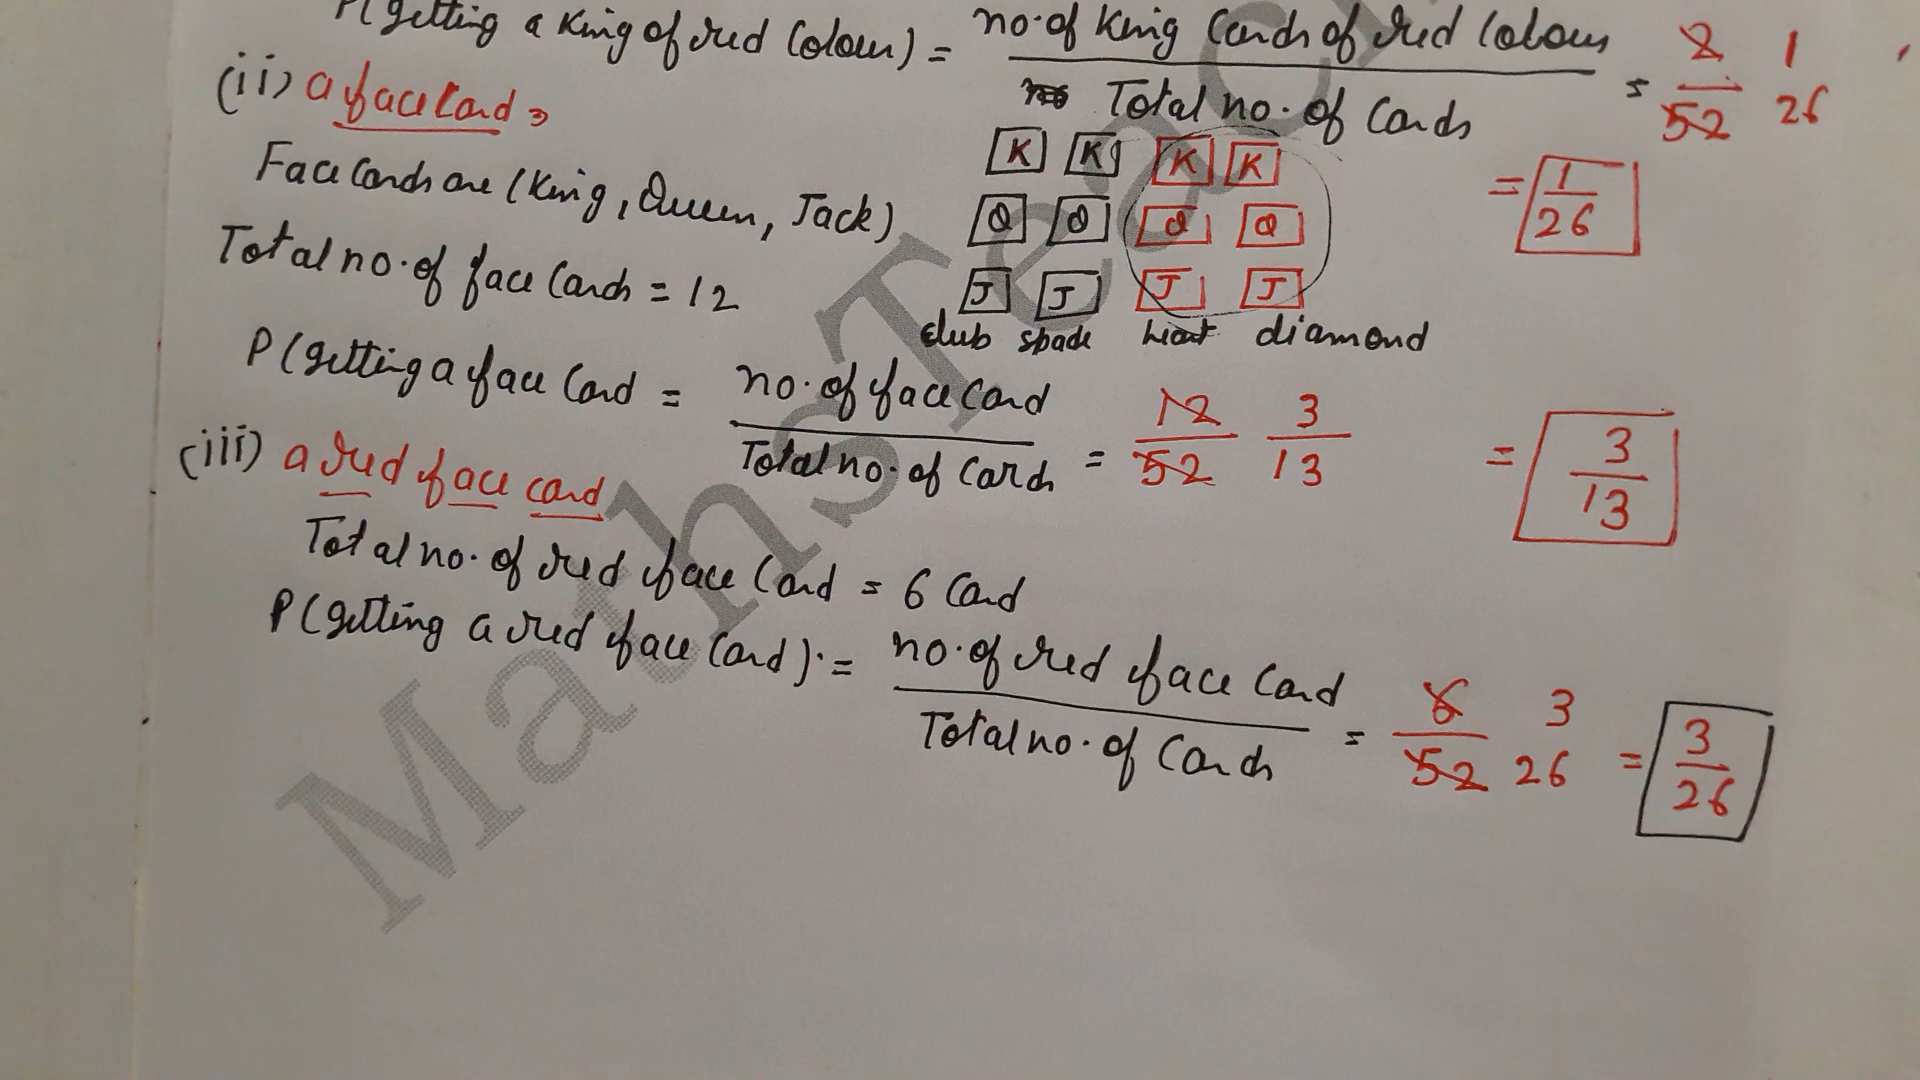 P(getting a King of red Colour) = no. of King Cards of red Colour / Total no. of Cards = 2/52 1/26
= 1/26
(ii) a face Card
Face Cards are (King, Queen, Jack)
K K K K
Q Q Q Q
J J J J
club spade heart diamond
Total no. of face Cards = 12
P(getting a face Card = no. of face Card / Total no. of Cards = 12/52 3/13 = 3/13
(iii) a red face card
Total no. of red face Card = 6 Card
P(getting a red face Card). = no. of red face Card / Total no. of Cards = 6/52 3/26 = 3/26